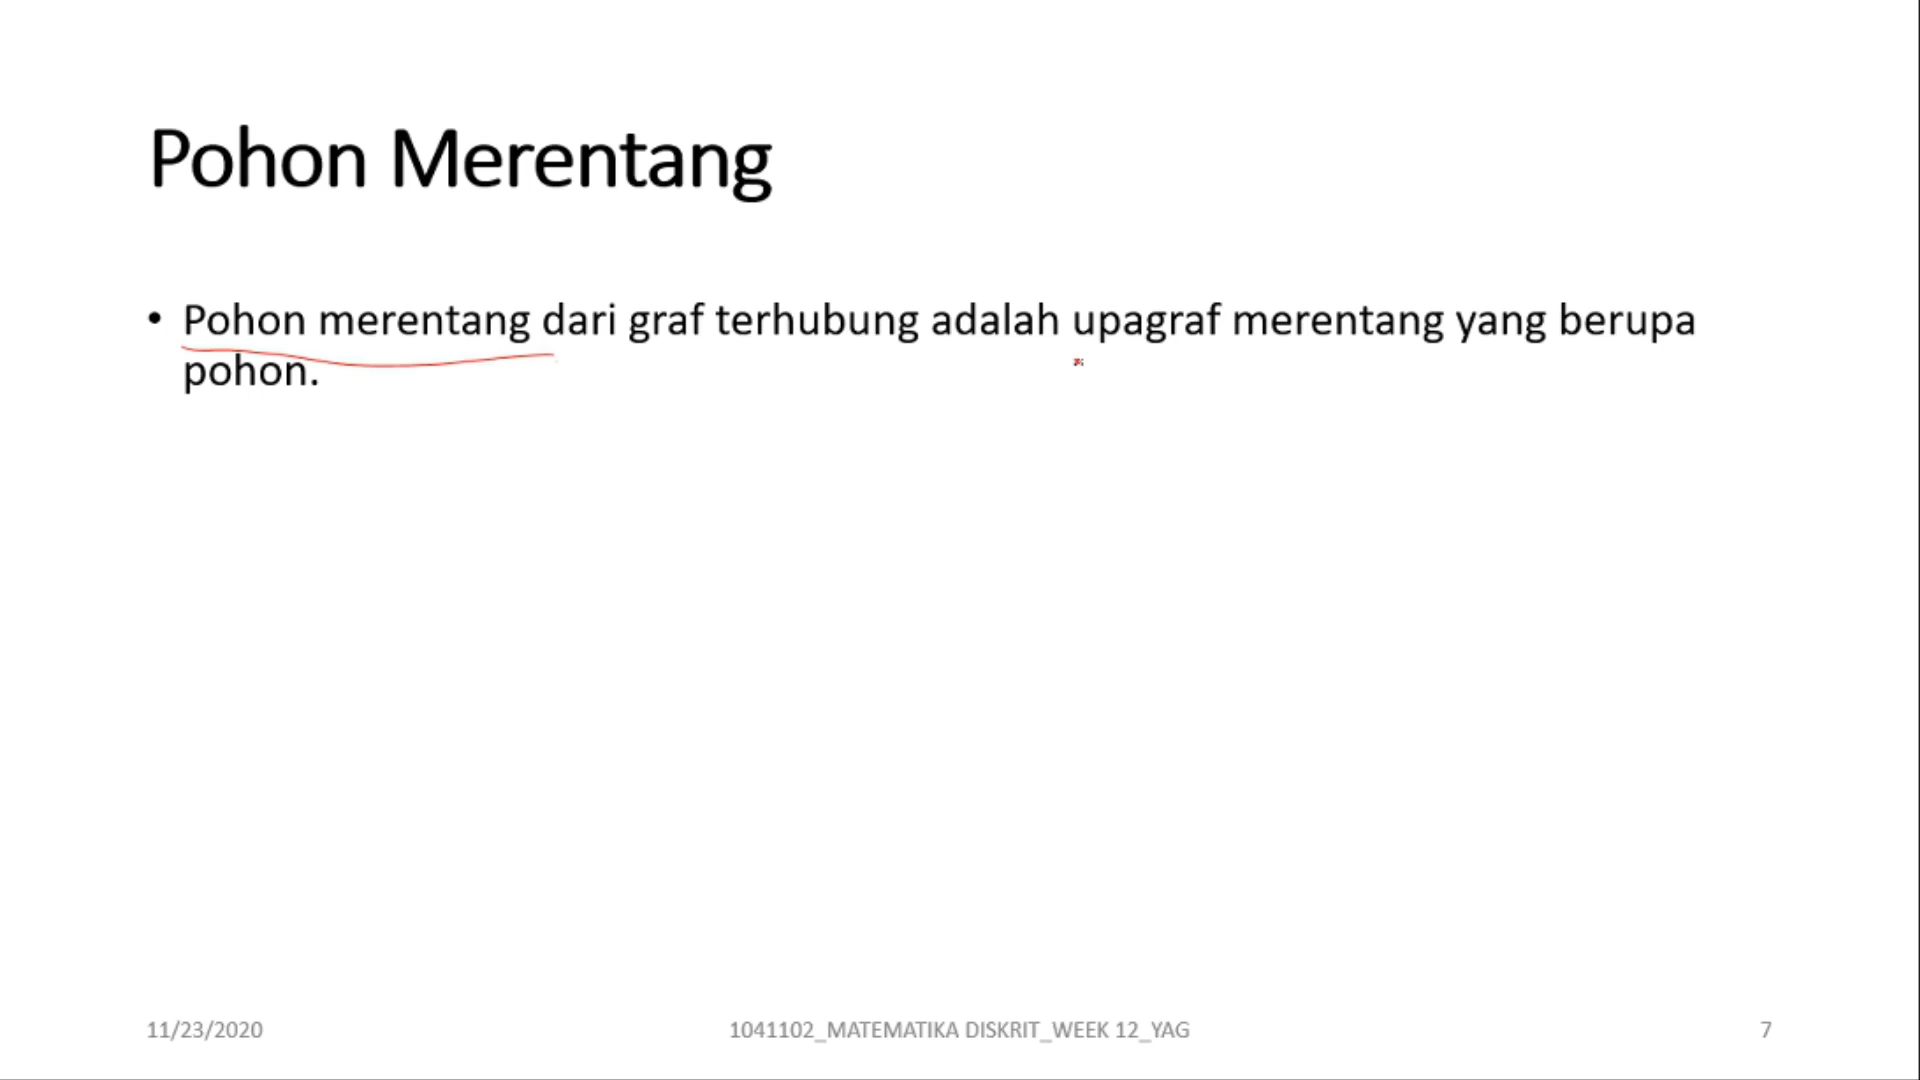 Pohon Merentang
• Pohon merentang dari graf terhubung adalah upagraf merentang yang berupa
pohon.
11/23/2020
1041102_MATEMATIKA DISKRIT_WEEK 12_YAG
7